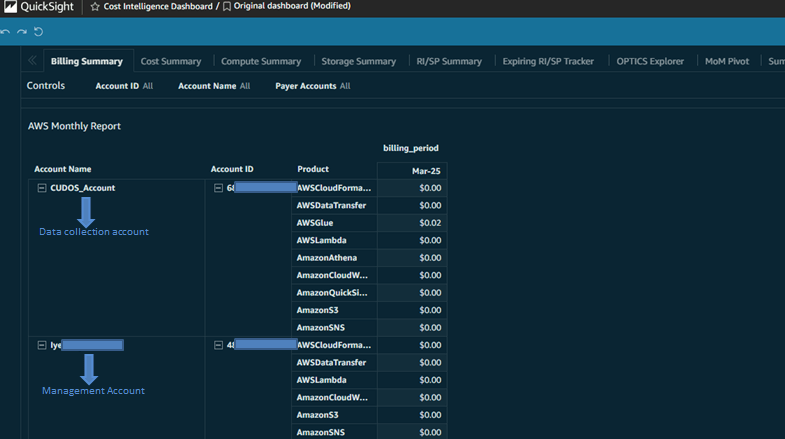 QuickSight Cost Intelligence Dashboard / Original dashboard (Modified)
Billing Summary Cost Summary Compute Summary Storage Summary RI/SP Summary Expiring RI/SP Tracker OPTICS Explorer MoM Pivot Sum
Controls Account ID All Account Name All Payer Accounts All
AWS Monthly Report
billing_period
Account Name Account ID Product Mar-25
CUDOS_Account 68 AWSCloudForma... $0.00
AWSDataTransfer $0.00
AWSGlue $0.02
Data collection account
AWSLambda $0.00
AmazonAthena $0.00
AmazonCloudW... $0.00
AmazonQuickSi... $0.00
AmazonS3 $0.00
AmazonSNS $0.00
Iye 48 AWSCloudForma... $0.00
AWSDataTransfer $0.00
AWSLambda $0.00
Management Account
AmazonCloudW... $0.00
AmazonS3 $0.00
AmazonSNS $0.00